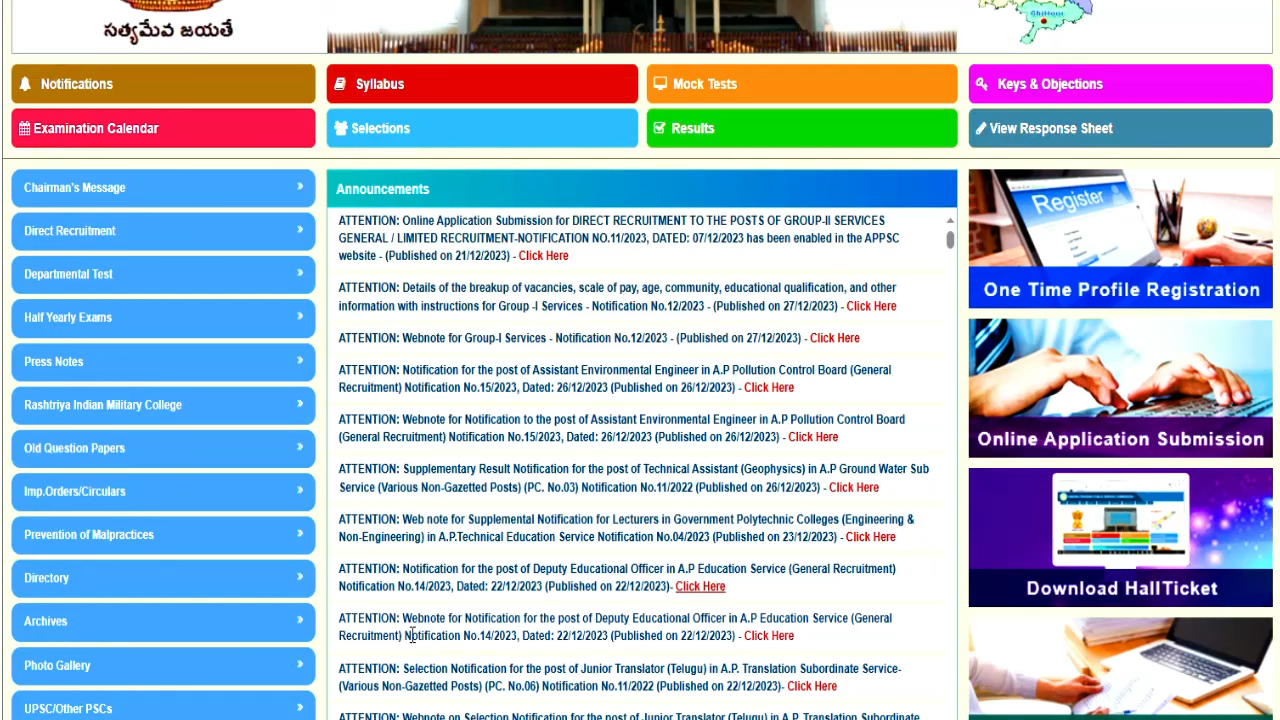 సత్యమేవ జయతే
Chittoor
Notifications
Syllabus
Mock Tests
Keys & Objections
Examination Calendar
Selections
Results
View Response Sheet
Chairman's Message
Direct Recruitment
Departmental Test
Half Yearly Exams
Press Notes
Rashtriya Indian Military College
Old Question Papers
Imp.Orders/Circulars
Prevention of Malpractices
Directory
Archives
Photo Gallery
UPSC/Other PSCs
Announcements
ATTENTION: Online Application Submission for DIRECT RECRUITMENT TO THE POSTS OF GROUP-II SERVICES
GENERAL / LIMITED RECRUITMENT-NOTIFICATION NO.11/2023, DATED: 07/12/2023 has been enabled in the APPSC
website - (Published on 21/12/2023) - Click Here
ATTENTION: Details of the breakup of vacancies, scale of pay, age, community, educational qualification, and other
information with instructions for Group -I Services - Notification No.12/2023 - (Published on 27/12/2023) - Click Here
ATTENTION: Webnote for Group-I Services - Notification No.12/2023 - (Published on 27/12/2023) - Click Here
ATTENTION: Notification for the post of Assistant Environmental Engineer in A.P Pollution Control Board (General
Recruitment) Notification No.15/2023, Dated: 26/12/2023 (Published on 26/12/2023) - Click Here
ATTENTION: Webnote for Notification to the post of Assistant Environmental Engineer in A.P Pollution Control Board
(General Recruitment) Notification No.15/2023, Dated: 26/12/2023 (Published on 26/12/2023) - Click Here
ATTENTION: Supplementary Result Notification for the post of Technical Assistant (Geophysics) in A.P Ground Water Sub
Service (Various Non-Gazetted Posts) (PC. No.03) Notification No.11/2022 (Published on 26/12/2023) - Click Here
ATTENTION: Web note for Supplemental Notification for Lecturers in Government Polytechnic Colleges (Engineering &
Non-Engineering) in A.P.Technical Education Service Notification No.04/2023 (Published on 23/12/2023) - Click Here
ATTENTION: Notification for the post of Deputy Educational Officer in A.P Education Service (General Recruitment)
Notification No.14/2023, Dated: 22/12/2023 (Published on 22/12/2023)- Click Here
ATTENTION: Webnote for Notification for the post of Deputy Educational Officer in A.P Education Service (General
Recruitment) Notification No.14/2023, Dated: 22/12/2023 (Published on 22/12/2023) - Click Here
ATTENTION: Selection Notification for the post of Junior Translator (Telugu) in A.P. Translation Subordinate Service-
(Various Non-Gazetted Posts) (PC. No.06) Notification No.11/2022 (Published on 22/12/2023)- Click Here
ATTENTION: Webnote on Selection Notification for the post of Junior Translator (Telugu) in A.P. Translation Subordinate
Register
One Time Profile Registration
Online Application Submission
Download HallTicket